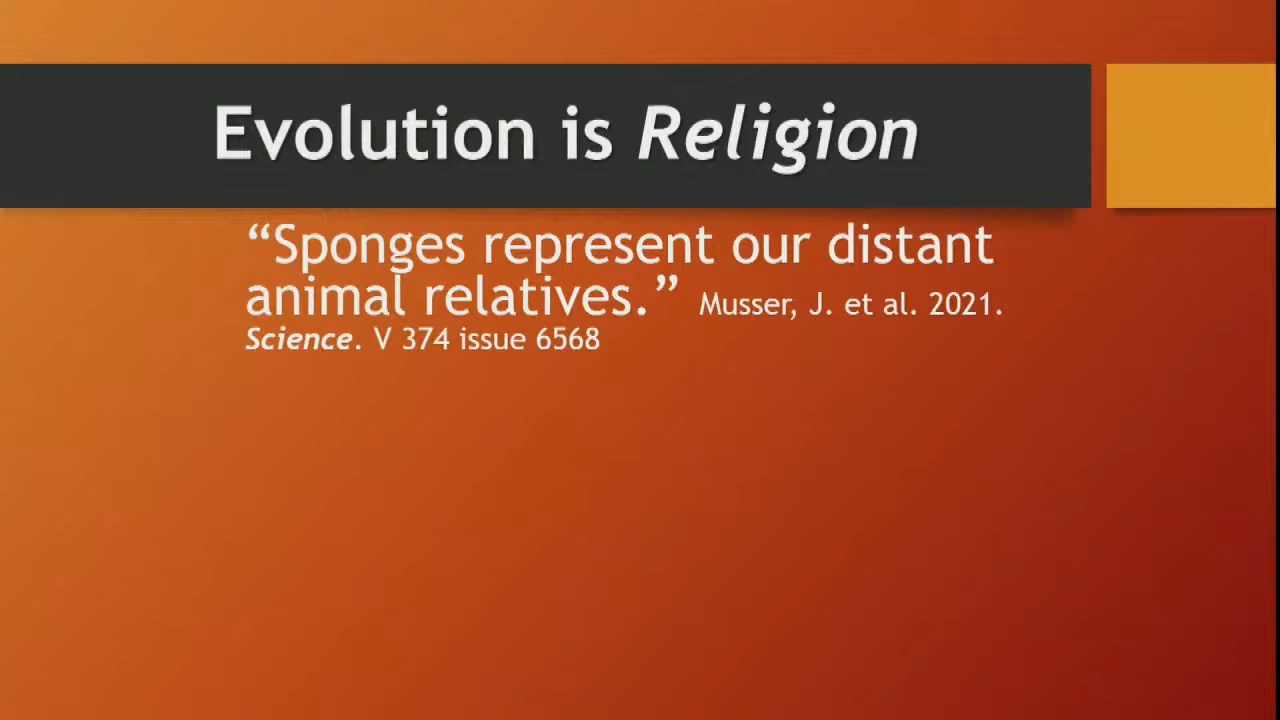 Evolution is Religion
“Sponges represent our distant
animal relatives.” Musser, J. et al. 2021.
Science. V 374 issue 6568